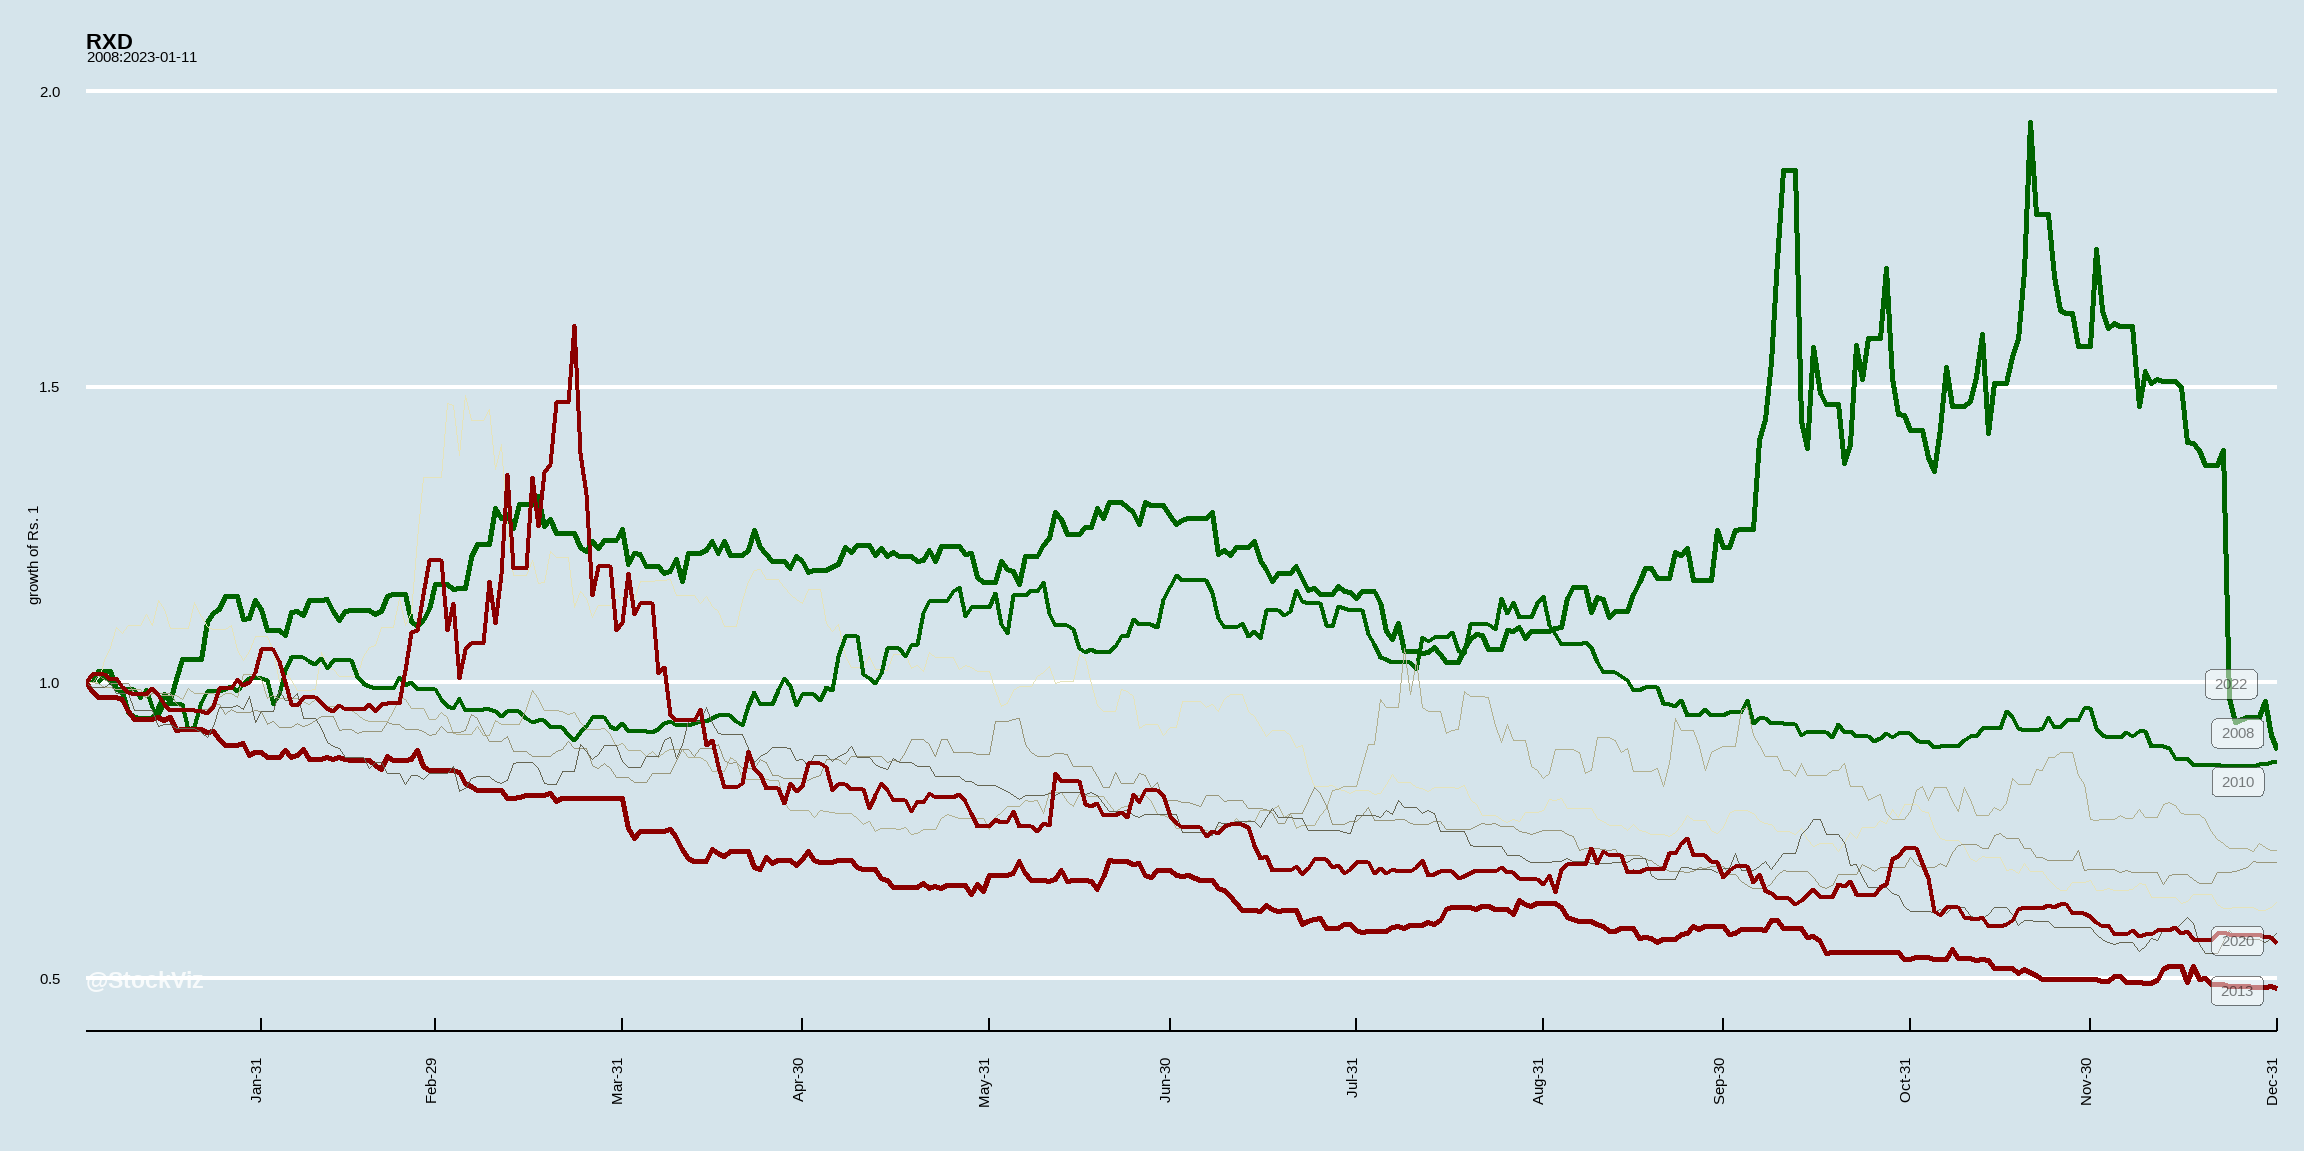 RXD
2008:2023-01-11
2.0
1.5
growth of Rs. 1
1.0
0.5
2022
2008
2010
2020
2013
@StockViz
Jan-31
Feb-29
Mar-31
Apr-30
May-31
Jun-30
Jul-31
Aug-31
Sep-30
Oct-31
Nov-30
Dec-31